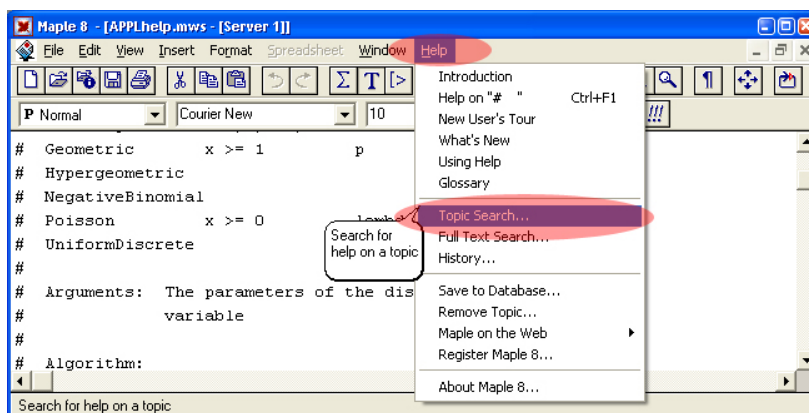 Maple 8 - [APPLhelp.mws - [Server 1]]
File Edit View Insert Format Spreadsheet Window Help
Σ T [> ¶
P Normal Courier New 10 !!!
# Geometric x >= 1 p
# Hypergeometric
# NegativeBinomial
# Poisson x >= 0
# UniformDiscrete
#
# Arguments: The parameters of the dis
# variable
#
# Algorithm:
Search for
help on a topic
Introduction
Help on "# " Ctrl+F1
New User's Tour
What's New
Using Help
Glossary
Topic Search...
Full Text Search...
History...
Save to Database...
Remove Topic...
Maple on the Web
Register Maple 8...
About Maple 8...
Search for help on a topic